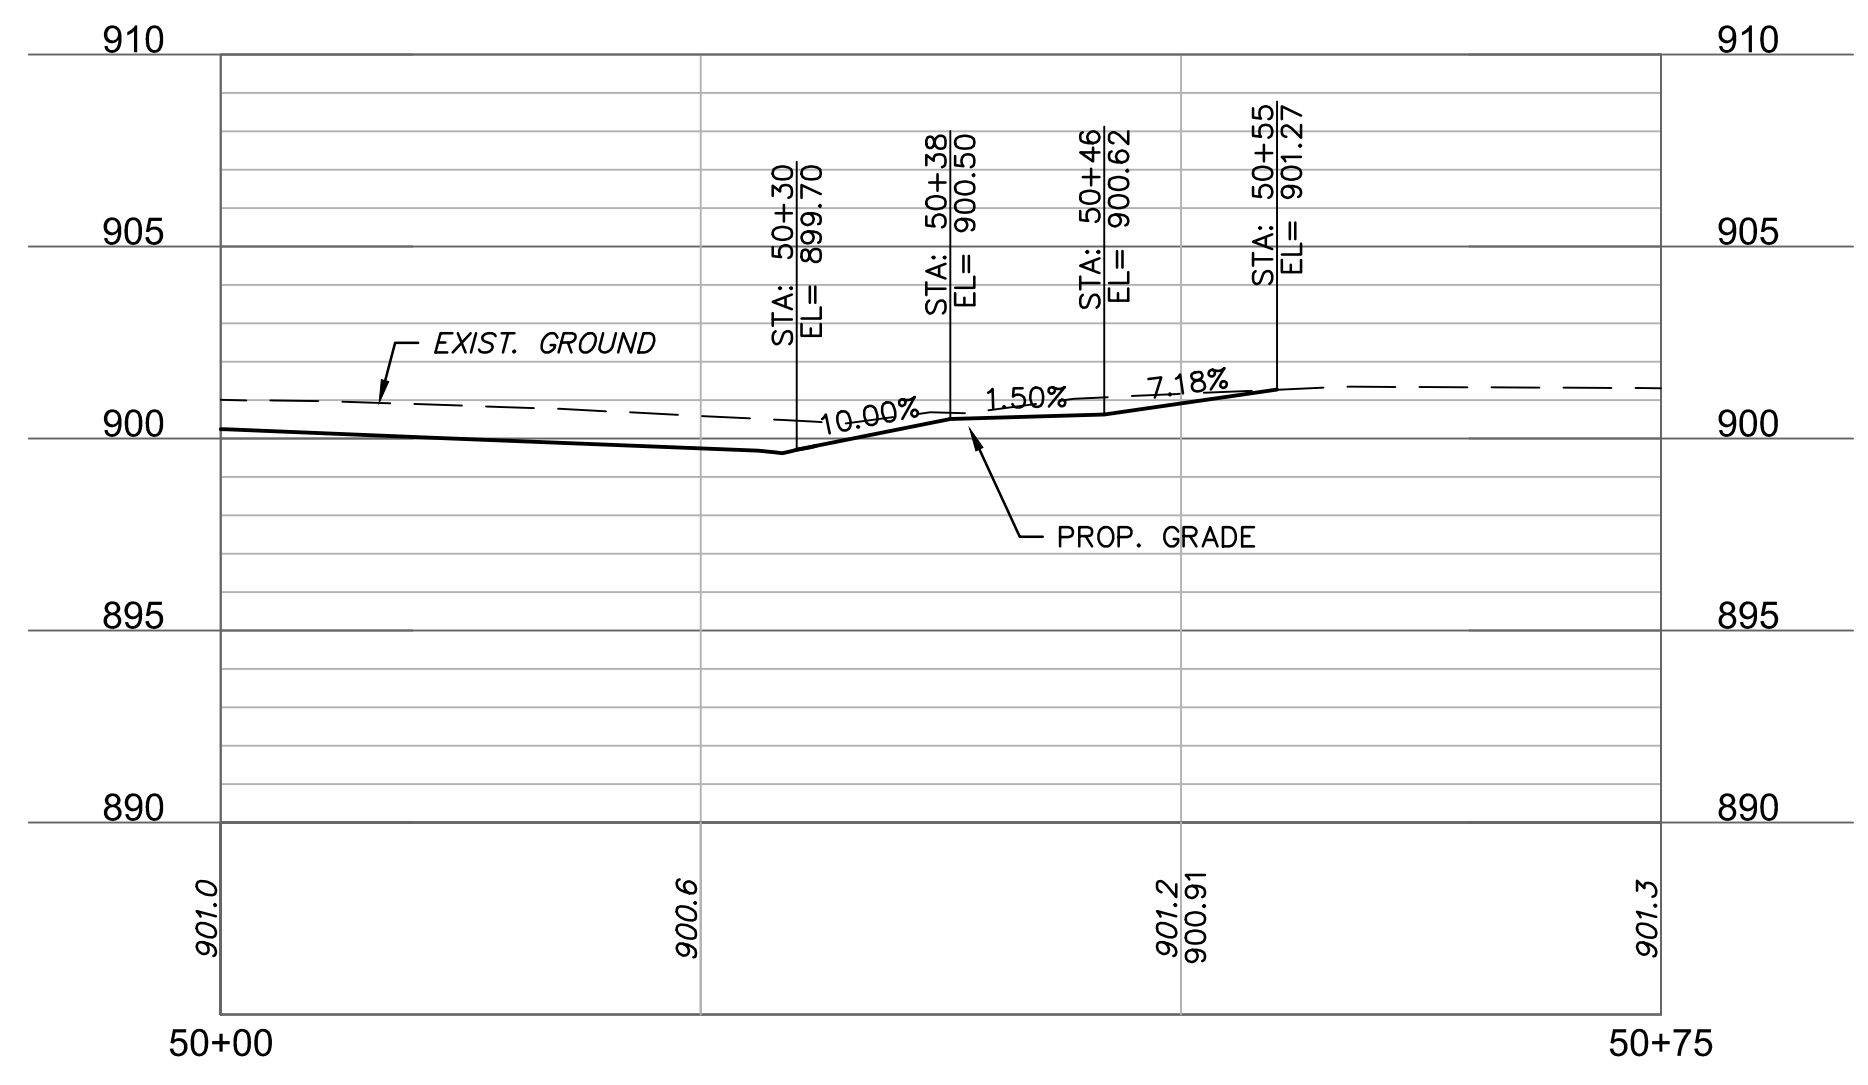 910
910
STA: 50+30
EL= 899.70
STA: 50+38
EL= 900.50
STA: 50+46
EL= 900.62
STA: 50+55
EL= 901.27
905
905
EXIST. GROUND
10.00%
1.50%
7.18%
900
900
PROP. GRADE
895
895
890
890
901.0
900.6
901.2
900.91
901.3
50+00
50+75